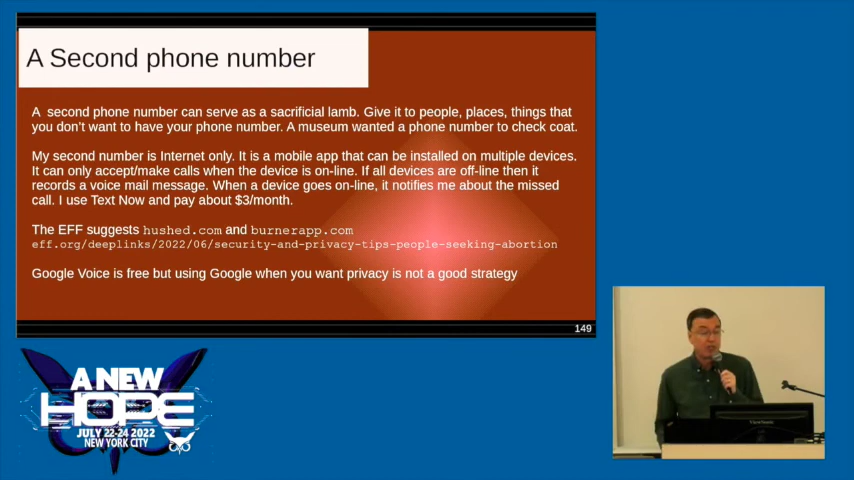 A Second phone number
A second phone number can serve as a sacrificial lamb. Give it to people, places, things that
you don't want to have your phone number. A museum wanted a phone number to check coat.
My second number is Internet only. It is a mobile app that can be installed on multiple devices.
It can only accept/make calls when the device is on-line. If all devices are off-line then it
records a voice mail message. When a device goes on-line, it notifies me about the missed
call. I use Text Now and pay about $3/month.
The EFF suggests hushed.com and burnerapp.com
eff.org/deeplinks/2022/06/security-and-privacy-tips-people-seeking-abortion
Google Voice is free but using Google when you want privacy is not a good strategy
149
A NEW
HOPE
JULY 22-24 2022
NEW YORK CITY
ViewSonic